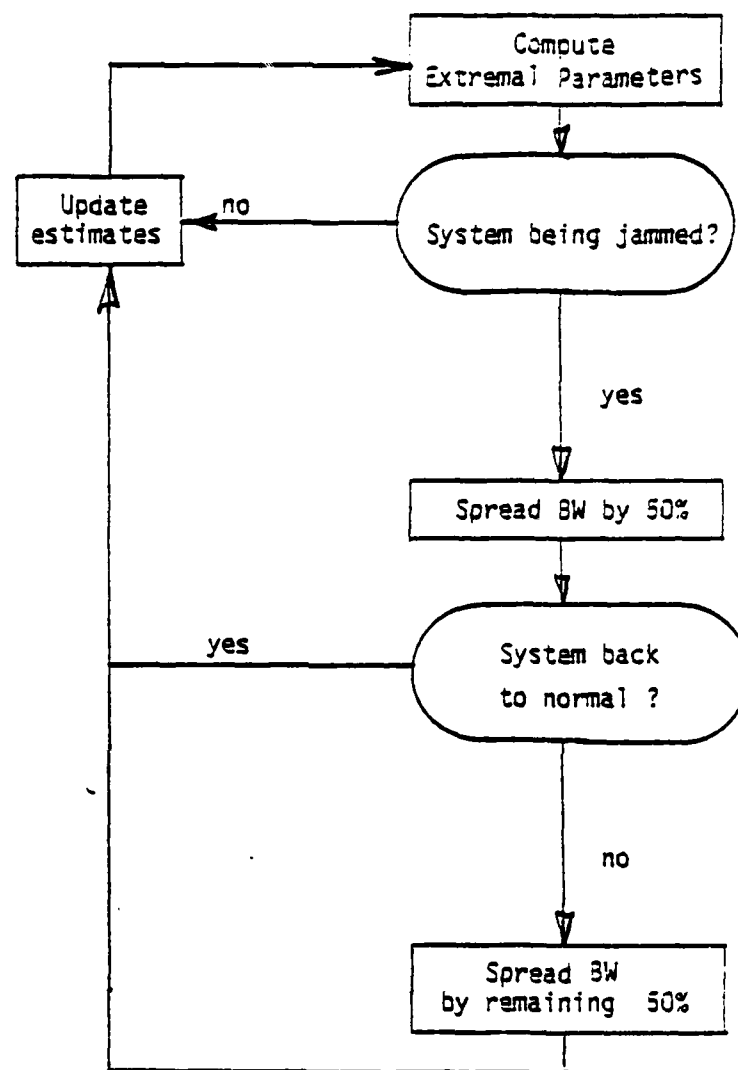 Compute
Extremal Parameters
Update
estimates
no
System being jammed?
yes
Spread BW by 50%
yes
System back
to normal ?
no
Spread BW
by remaining 50%